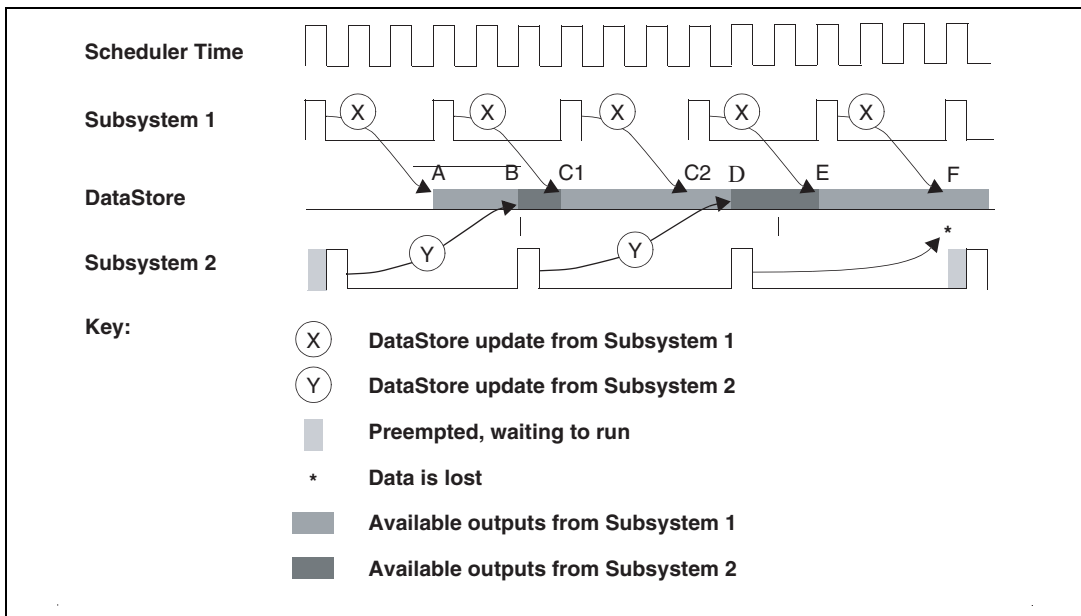 Scheduler Time
Subsystem 1
X X X X X
A B C1 C2 D E F
DataStore
*
Y Y
Subsystem 2
Key:
X DataStore update from Subsystem 1
Y DataStore update from Subsystem 2
Preempted, waiting to run
* Data is lost
Available outputs from Subsystem 1
Available outputs from Subsystem 2